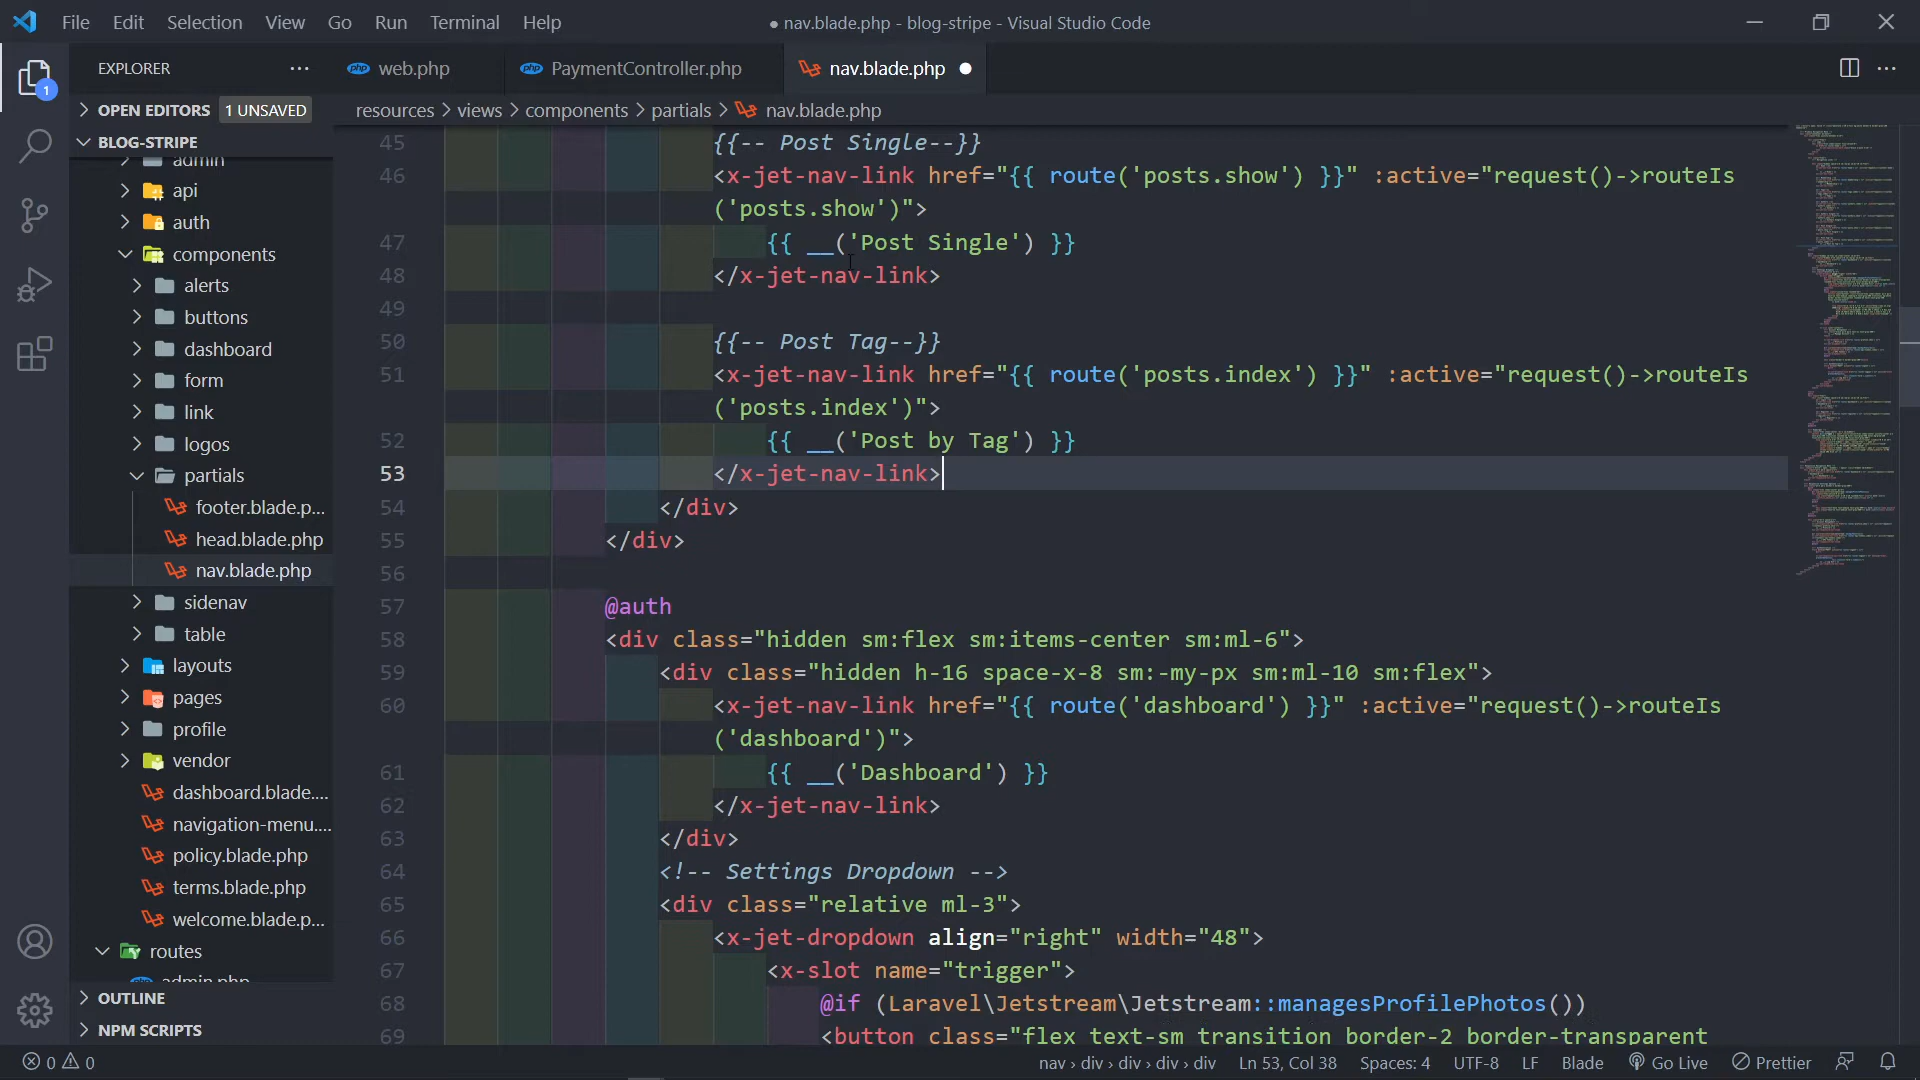 File Edit Selection View Go Run Terminal Help
● nav.blade.php - blog-stripe - Visual Studio Code
EXPLORER
web.php
PaymentController.php
nav.blade.php
OPEN EDITORS 1 UNSAVED
resources > views > components > partials > nav.blade.php
BLOG-STRIPE
admin
api
auth
components
alerts
buttons
dashboard
form
link
logos
partials
footer.blade.p...
head.blade.php
nav.blade.php
sidenav
table
layouts
pages
profile
vendor
dashboard.blade....
navigation-menu....
policy.blade.php
terms.blade.php
welcome.blade.p...
routes
admin.php
OUTLINE
NPM SCRIPTS
1
45 {{-- Post Single--}}
46 <x-jet-nav-link href="{{ route('posts.show') }}" :active="request()->routeIs
('posts.show')">
47 {{ __('Post Single') }}
48 </x-jet-nav-link>
49
50 {{-- Post Tag--}}
51 <x-jet-nav-link href="{{ route('posts.index') }}" :active="request()->routeIs
('posts.index')">
52 {{ __('Post by Tag') }}
53 </x-jet-nav-link>
54 </div>
55 </div>
56
57 @auth
58 <div class="hidden sm:flex sm:items-center sm:ml-6">
59 <div class="hidden h-16 space-x-8 sm:-my-px sm:ml-10 sm:flex">
60 <x-jet-nav-link href="{{ route('dashboard') }}" :active="request()->routeIs
('dashboard')">
61 {{ __('Dashboard') }}
62 </x-jet-nav-link>
63 </div>
64 <!-- Settings Dropdown -->
65 <div class="relative ml-3">
66 <x-jet-dropdown align="right" width="48">
67 <x-slot name="trigger">
68 @if (Laravel\Jetstream\Jetstream::managesProfilePhotos())
69 <button class="flex text-sm transition border-2 border-transparent
0 0
nav > div > div > div > div Ln 53, Col 38 Spaces: 4 UTF-8 LF Blade Go Live Prettier